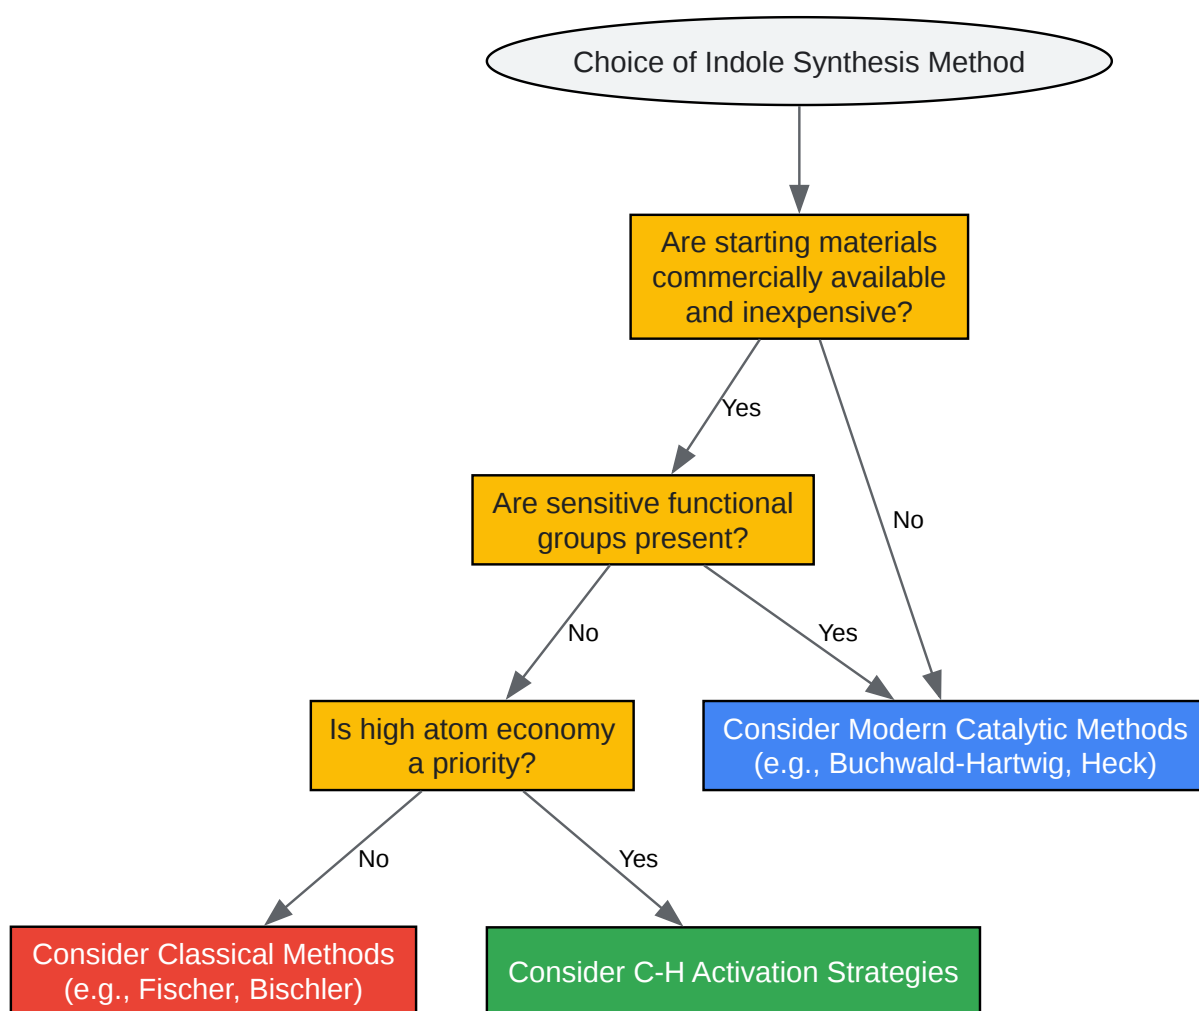 Choice of Indole Synthesis Method
Are starting materials
commercially available
and inexpensive?
Yes
No
Are sensitive functional
groups present?
No
Yes
Is high atom economy
a priority?
Consider Modern Catalytic Methods
(e.g., Buchwald-Hartwig, Heck)
No
Yes
Consider Classical Methods
(e.g., Fischer, Bischler)
Consider C-H Activation Strategies